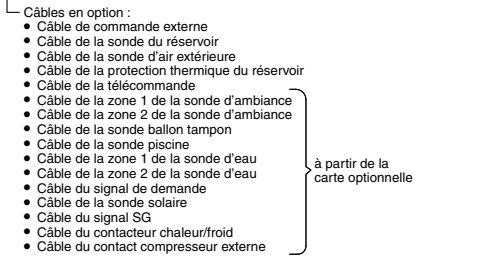 Câbles en option :
• Câble de commande externe
• Câble de la sonde du réservoir
• Câble de la sonde d'air extérieure
• Câble de la protection thermique du réservoir
• Câble de la télécommande
• Câble de la zone 1 de la sonde d'ambiance
• Câble de la zone 2 de la sonde d'ambiance
• Câble de la sonde ballon tampon
• Câble de la sonde piscine
• Câble de la zone 1 de la sonde d'eau
• Câble de la zone 2 de la sonde d'eau
• Câble du signal de demande
• Câble de la sonde solaire
• Câble du signal SG
• Câble du contacteur chaleur/froid
• Câble du contact compresseur externe
à partir de la
carte optionnelle